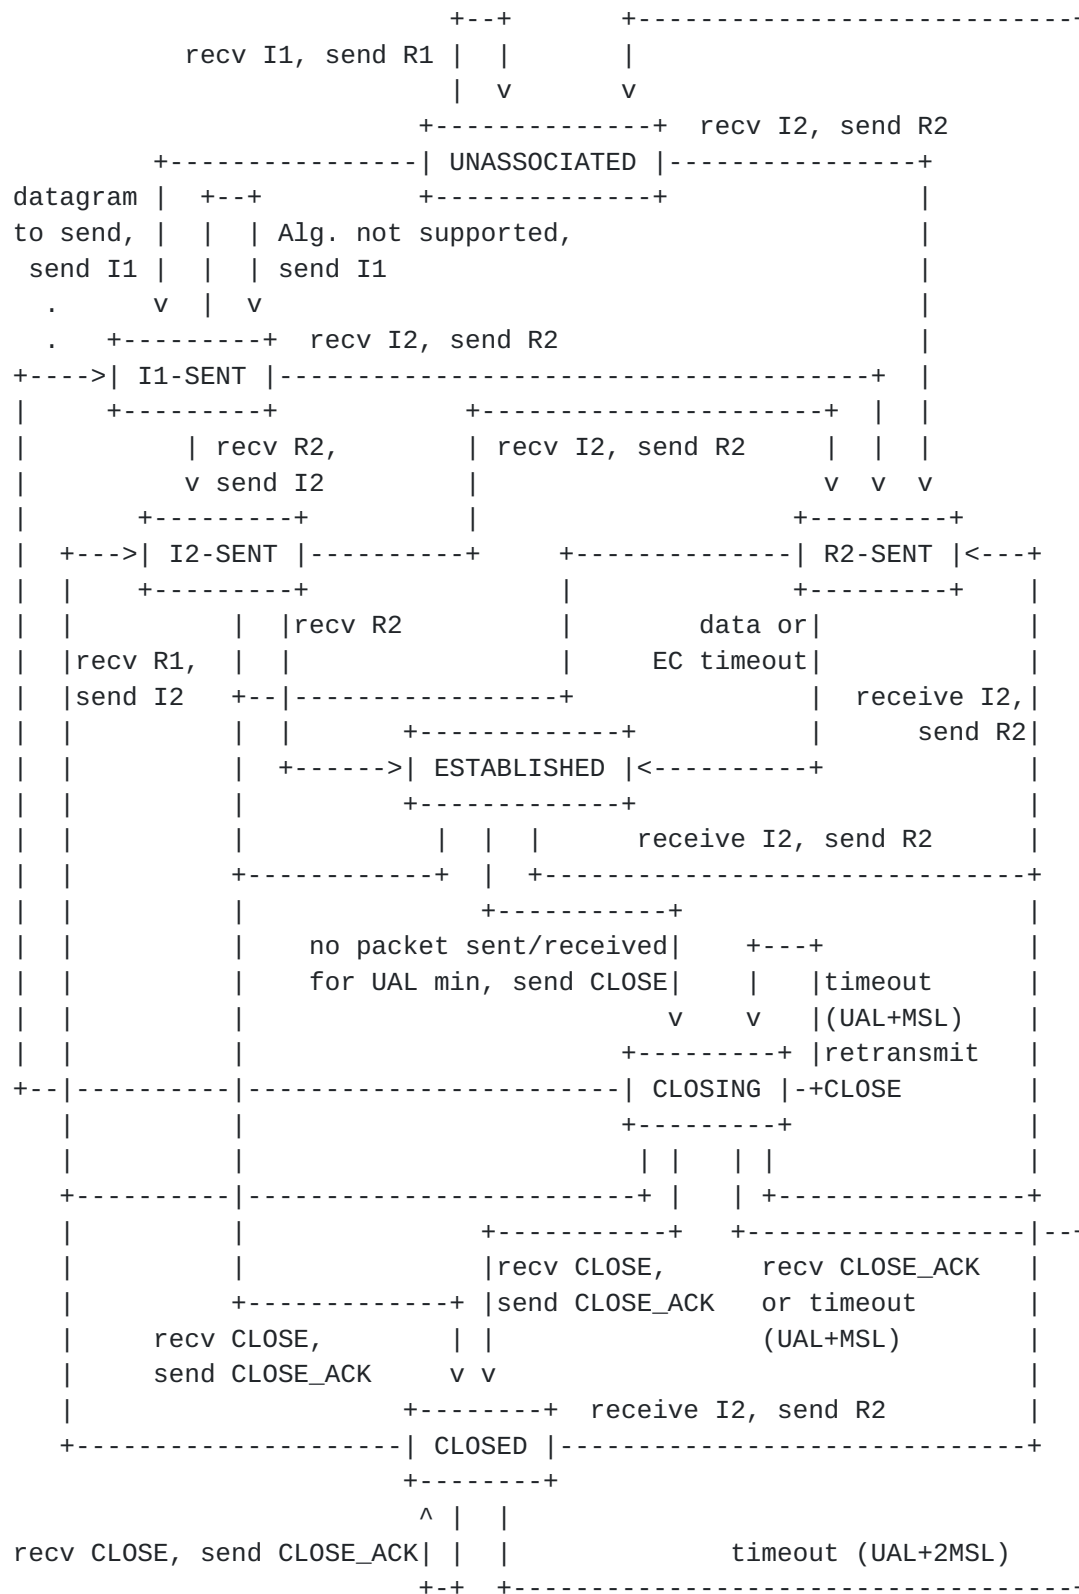 recv I1, send R1
recv I2, send R2
UNASSOCIATED
datagram
to send,
Alg. not supported,
send I1
send I1
recv I2, send R2
I1-SENT
recv R2,
recv I2, send R2
send I2
I2-SENT
R2-SENT
recv R2
data or
recv R1,
EC timeout
send I2
receive I2,
send R2
ESTABLISHED
receive I2, send R2
no packet sent/received
for UAL min, send CLOSE
timeout
(UAL+MSL)
retransmit
CLOSING
CLOSE
recv CLOSE,
recv CLOSE_ACK
send CLOSE_ACK
or timeout
recv CLOSE,
(UAL+MSL)
send CLOSE_ACK
receive I2, send R2
CLOSED
recv CLOSE, send CLOSE_ACK
timeout (UAL+2MSL)